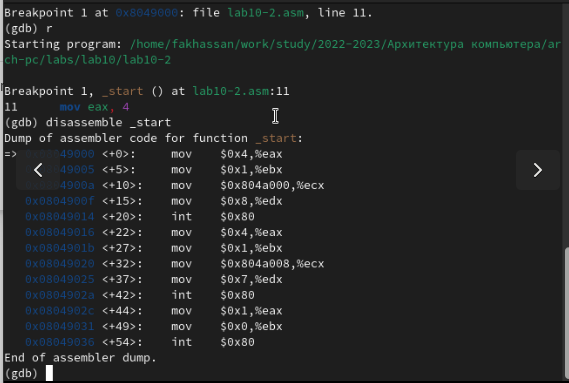 Breakpoint 1 at 0x8049000: file lab10-2.asm, line 11.
(gdb) r
Starting program: /home/fakhassan/work/study/2022-2023/Архитектура компьютера/ar
ch-pc/labs/lab10/lab10-2
Breakpoint 1, _start () at lab10-2.asm:11
11 mov eax, 4
(gdb) disassemble _start
Dump of assembler code for function _start:
=> 0x08049000 <+0>: mov $0x4,%eax
0x08049005 <+5>: mov $0x1,%ebx
0x0804900a <+10>: mov $0x804a000,%ecx
0x0804900f <+15>: mov $0x8,%edx
0x08049014 <+20>: int $0x80
0x08049016 <+22>: mov $0x4,%eax
0x0804901b <+27>: mov $0x1,%ebx
0x08049020 <+32>: mov $0x804a008,%ecx
0x08049025 <+37>: mov $0x7,%edx
0x0804902a <+42>: int $0x80
0x0804902c <+44>: mov $0x1,%eax
0x08049031 <+49>: mov $0x0,%ebx
0x08049036 <+54>: int $0x80
End of assembler dump.
(gdb)